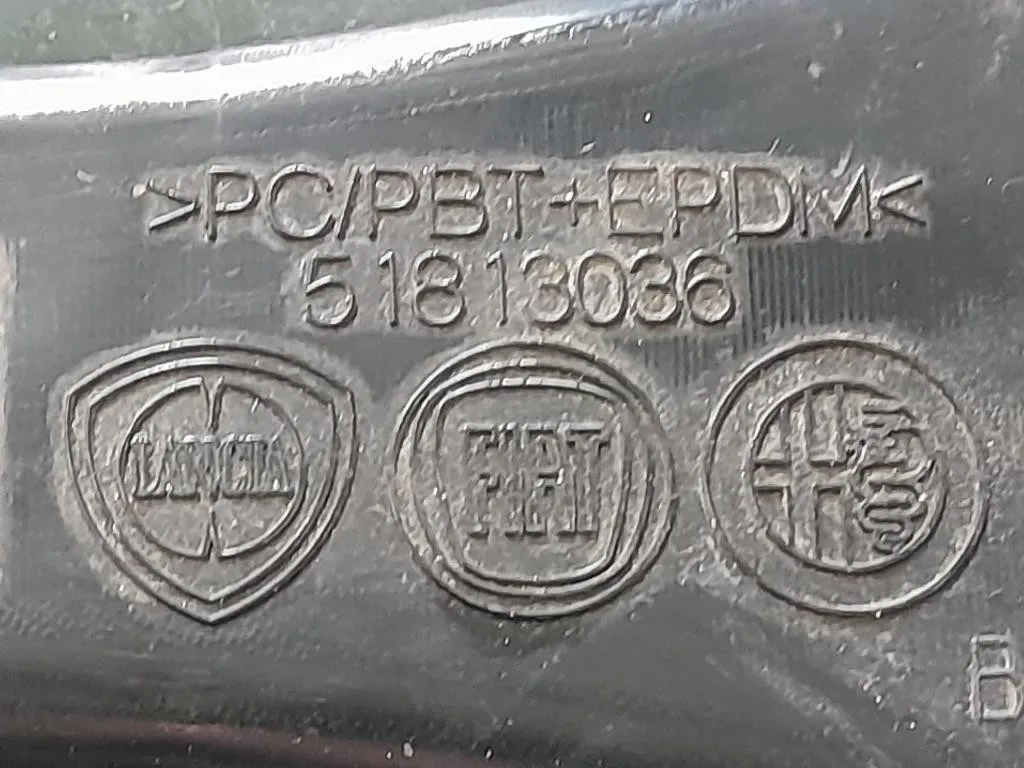 >PC/PBT+EPDM<
51813036
LANCIA
FIAT
B